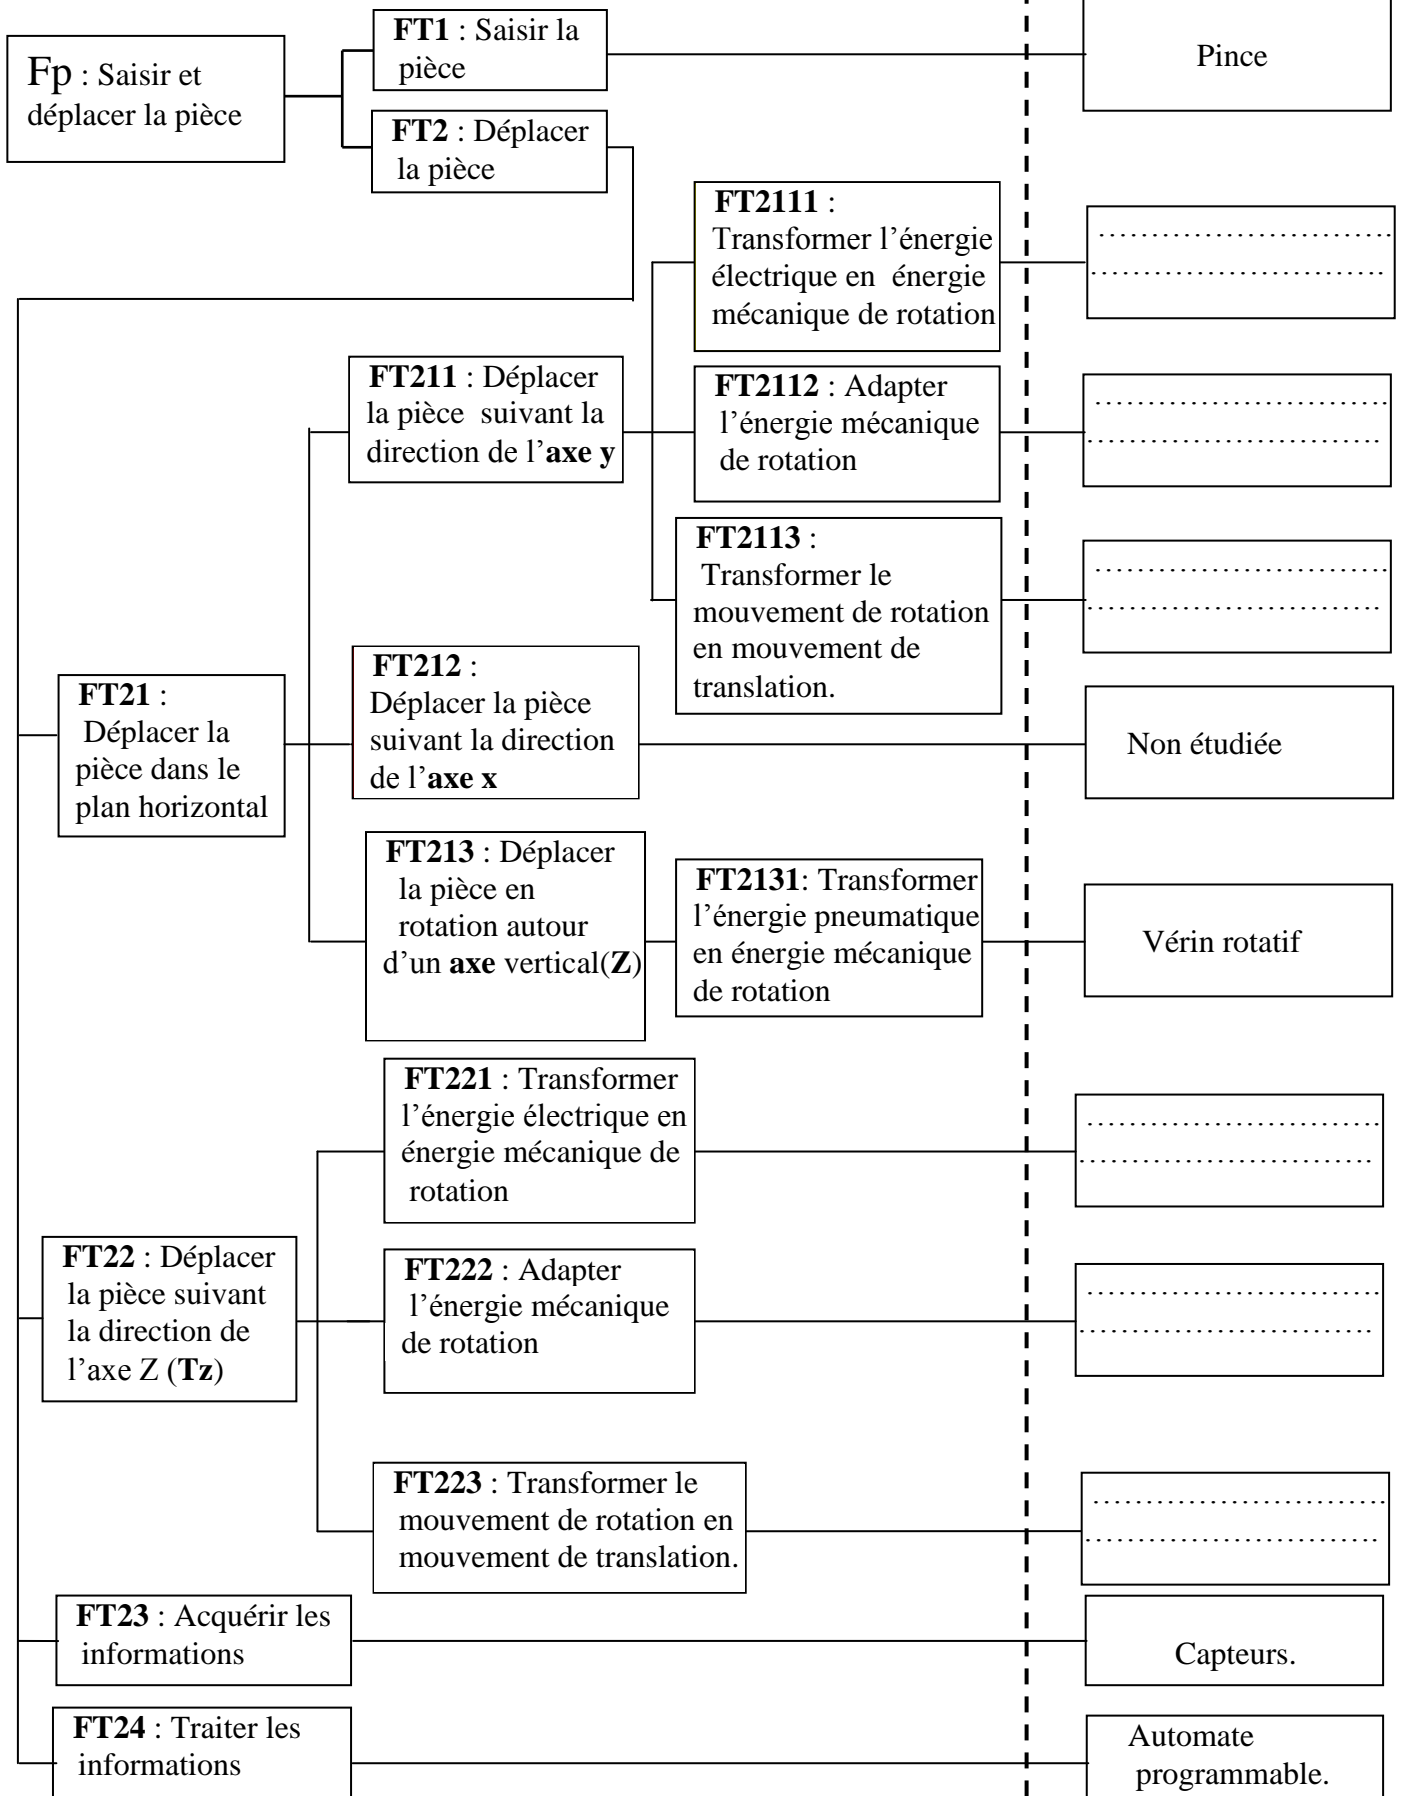 Fp : Saisir et
déplacer la pièce
FT1 : Saisir la
pièce
Pince
FT2 : Déplacer
la pièce
FT2111 :
Transformer l’énergie
électrique en énergie
mécanique de rotation
...........................
...........................
FT211 : Déplacer
la pièce suivant la
direction de l’axe y
FT2112 : Adapter
l’énergie mécanique
de rotation
...........................
...........................
FT2113 :
Transformer le
mouvement de rotation
en mouvement de
translation.
...........................
...........................
FT21 :
Déplacer la
pièce dans le
plan horizontal
FT212 :
Déplacer la pièce
suivant la direction
de l’axe x
Non étudiée
FT213 : Déplacer
la pièce en
rotation autour
d’un axe vertical(Z)
FT2131: Transformer
l’énergie pneumatique
en énergie mécanique
de rotation
Vérin rotatif
FT221 : Transformer
l’énergie électrique en
énergie mécanique de
rotation
...........................
...........................
FT22 : Déplacer
la pièce suivant
la direction de
l’axe Z (Tz)
FT222 : Adapter
l’énergie mécanique
de rotation
...........................
...........................
FT223 : Transformer le
mouvement de rotation en
mouvement de translation.
...........................
...........................
FT23 : Acquérir les
informations
Capteurs.
FT24 : Traiter les
informations
Automate
programmable.